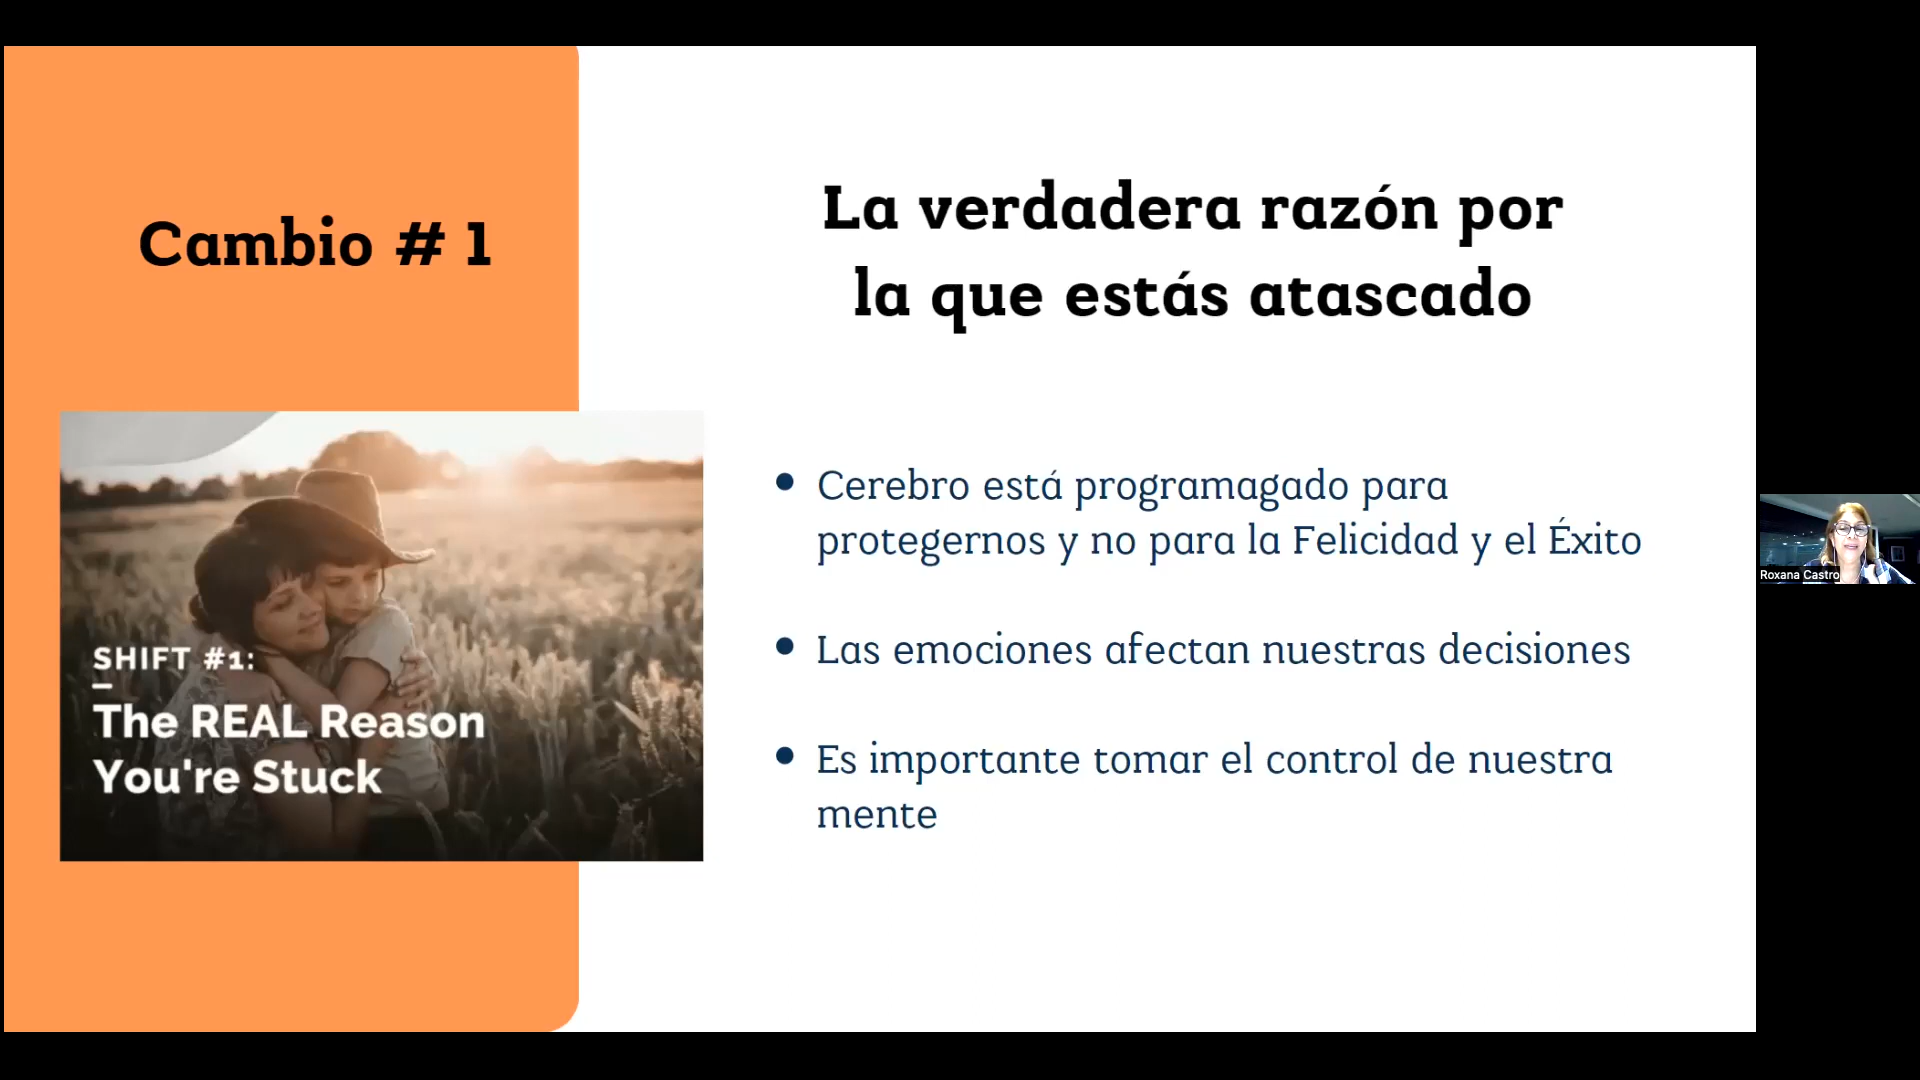 Cambio # 1
La verdadera razón por
la que estás atascado
SHIFT #1:
The REAL Reason
You're Stuck
• Cerebro está programagado para
protegernos y no para la Felicidad y el Éxito
• Las emociones afectan nuestras decisiones
• Es importante tomar el control de nuestra
mente
Roxana Castro